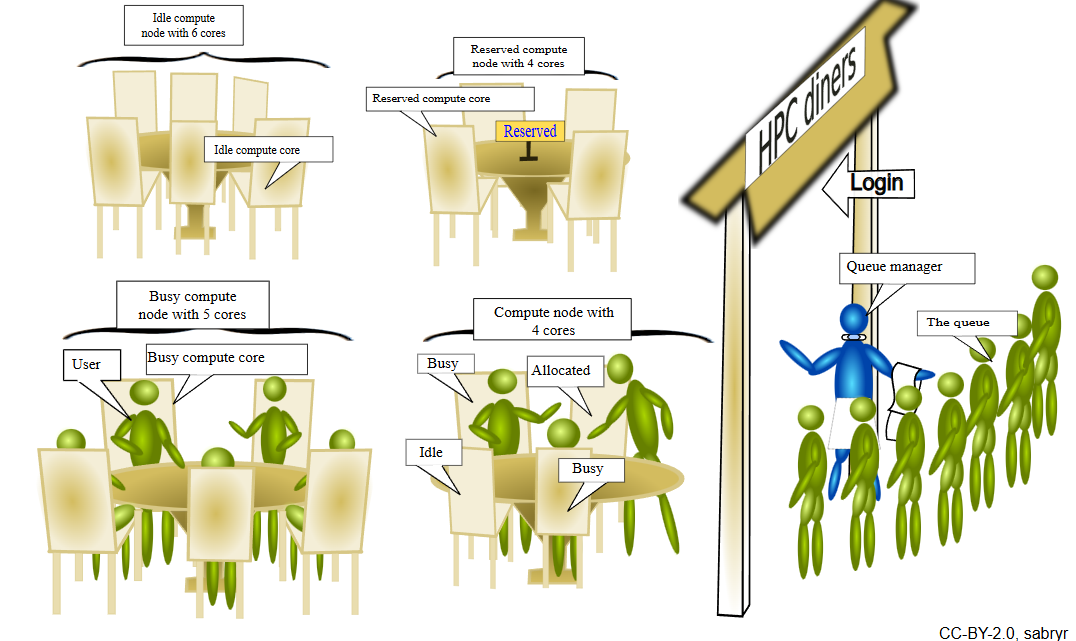 Idle compute
node with 6 cores
Reserved compute
node with 4 cores
Reserved compute core
Reserved
Idle compute core
HPC diners
Login
Queue manager
The queue
Busy compute
node with 5 cores
User
Busy compute core
Compute node with
4 cores
Busy
Allocated
Idle
Busy
CC-BY-2.0, sabryr